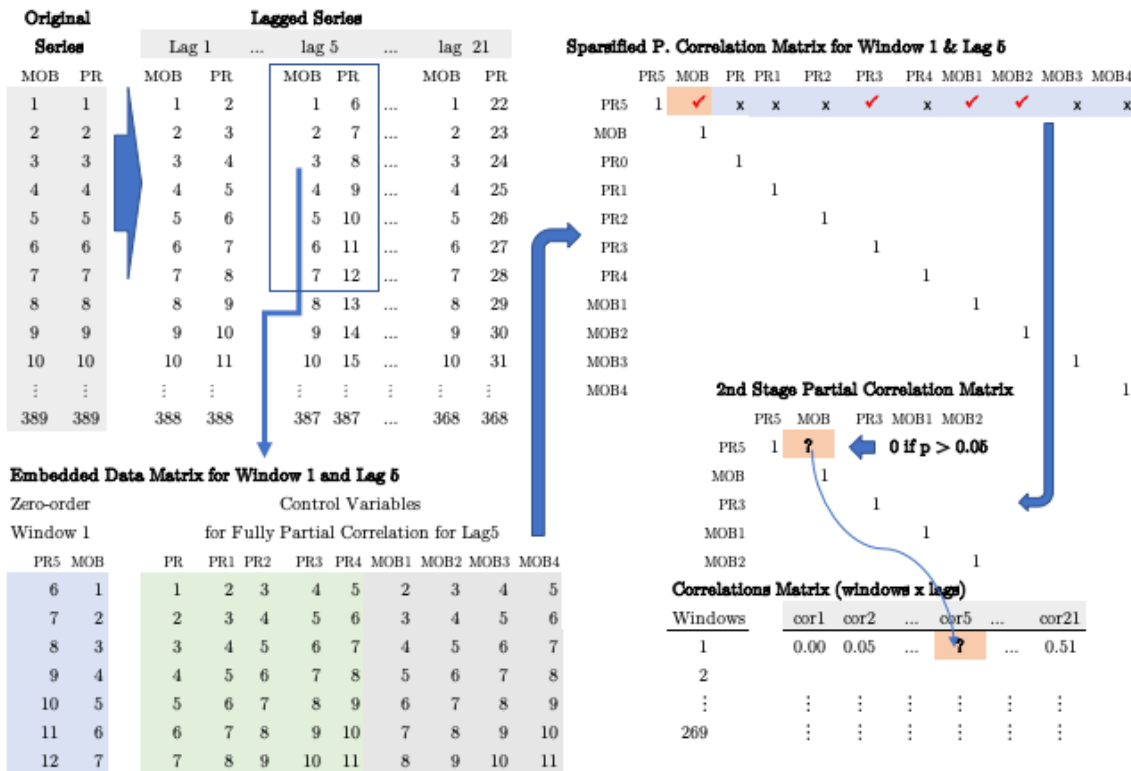 Original Lagged Series
Series Lag 1 ... lag 5 ... lag 21
MOB PR MOB PR MOB PR MOB PR
1 1 1 2 1 6 ... 1 22
2 2 2 3 2 7 ... 2 23
3 3 3 4 3 8 ... 3 24
4 4 4 5 4 9 ... 4 25
5 5 5 6 5 10 ... 5 26
6 6 6 7 6 11 ... 6 27
7 7 7 8 7 12 ... 7 28
8 8 8 9 8 13 ... 8 29
9 9 9 10 9 14 ... 9 30
10 10 10 11 10 15 ... 10 31
⋮ ⋮ ⋮ ⋮ ⋮ ⋮ ... ⋮ ⋮
389 389 388 388 387 387 ... 368 368
Embedded Data Matrix for Window 1 and Lag 5
Zero-order Control Variables
Window 1 for Fully Partial Correlation for Lag5
PR5 MOB PR PR1 PR2 PR3 PR4 MOB1 MOB2 MOB3 MOB4
6 1 1 2 3 4 5 2 3 4 5
7 2 2 3 4 5 6 3 4 5 6
8 3 3 4 5 6 7 4 5 6 7
9 4 4 5 6 7 8 5 6 7 8
10 5 5 6 7 8 9 6 7 8 9
11 6 6 7 8 9 10 7 8 9 10
12 7 7 8 9 10 11 8 9 10 11
Sparsified P. Correlation Matrix for Window 1 & Lag 5
PR5 MOB PR PR1 PR2 PR3 PR4 MOB1 MOB2 MOB3 MOB4
PR5 1 ✓ x x x ✓ x ✓ ✓ x x
MOB 1
PR0 1
PR1 1
PR2 1
PR3 1
PR4 1
MOB1 1
MOB2 1
MOB3 1
MOB4 1
2nd Stage Partial Correlation Matrix
PR5 MOB PR3 MOB1 MOB2
PR5 1 ? 0 if p > 0.05
MOB 1
PR3 1
MOB1 1
MOB2 1
Correlations Matrix (windows x lags)
Windows cor1 cor2 ... cor5 ... cor21
1 0.00 0.05 ... ? ... 0.51
2
⋮ ⋮ ⋮ ⋮ ⋮ ⋮ ⋮
269 ⋮ ⋮ ⋮ ⋮ ⋮ ⋮